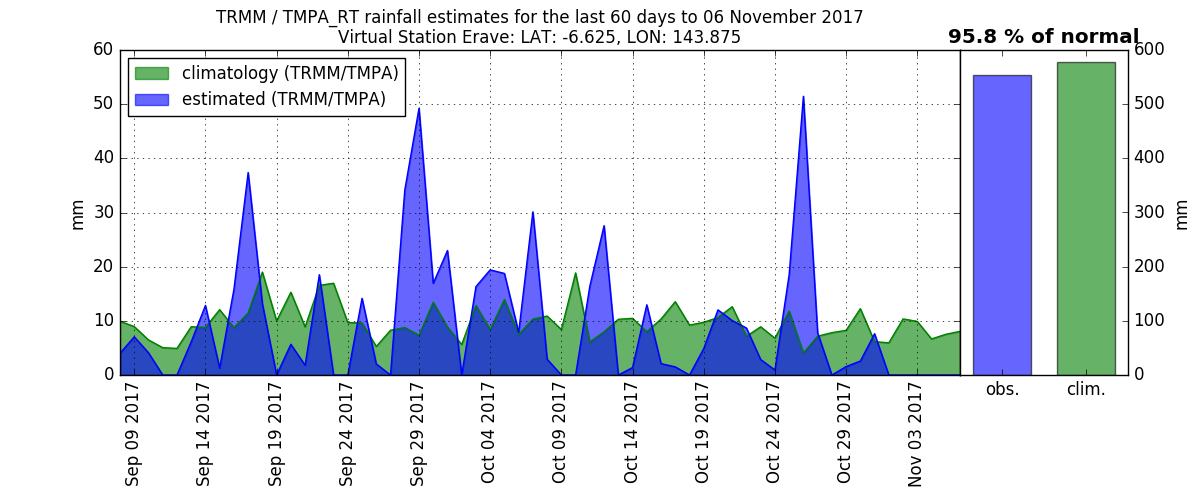 TRMM / TMPA_RT rainfall estimates for the last 60 days to 06 November 2017
Virtual Station Erave: LAT: -6.625, LON: 143.875
95.8 % of normal
climatology (TRMM/TMPA)
estimated (TRMM/TMPA)
60
50
40
30
20
10
0
mm
Sep 09 2017
Sep 14 2017
Sep 19 2017
Sep 24 2017
Sep 29 2017
Oct 04 2017
Oct 09 2017
Oct 14 2017
Oct 19 2017
Oct 24 2017
Oct 29 2017
Nov 03 2017
obs.
clim.
600
500
400
300
200
100
0
mm